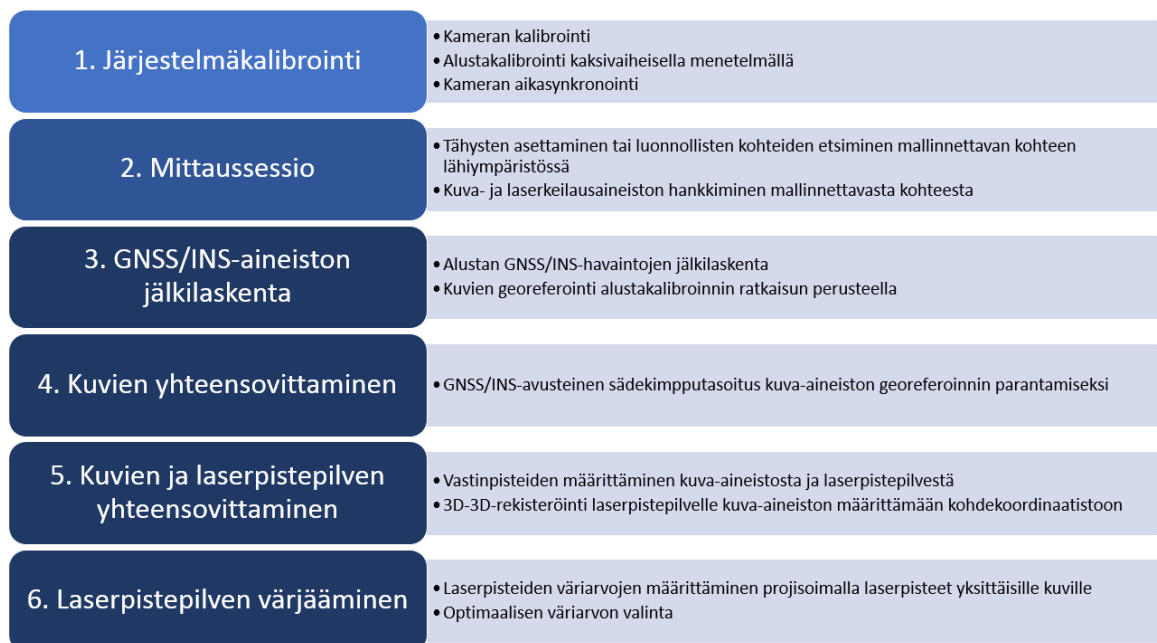 1. Järjestelmäkalibrointi
• Kameran kalibrointi
• Alustakalibrointi kaksivaiheisella menetelmällä
• Kameran aikasynkronointi
2. Mittaussessio
• Tähysten asettaminen tai luonnollisten kohteiden etsiminen mallinnettavan kohteen
lähiympäristössä
• Kuva- ja laserkeilausaineiston hankkiminen mallinnettavasta kohteesta
3. GNSS/INS-aineiston
jälkilaskenta
• Alustan GNSS/INS-havaintojen jälkilaskenta
• Kuvien georeferointi alustakalibroinnin ratkaisun perusteella
4. Kuvien yhteensovittaminen
• GNSS/INS-avusteinen sädekimpputasoitus kuva-aineiston georeferoinnin parantamiseksi
5. Kuvien ja laserpistepilven
yhteensovittaminen
• Vastinpisteiden määrittäminen kuva-aineistosta ja laserpistepilvestä
• 3D-3D-rekisteröinti laserpistepilvelle kuva-aineiston määrittämään kohdekoordinaatistoon
6. Laserpistepilven värjääminen
• Laserpisteiden väriarvojen määrittäminen projisoimalla laserpisteet yksittäisille kuville
• Optimaalisen väriarvon valinta